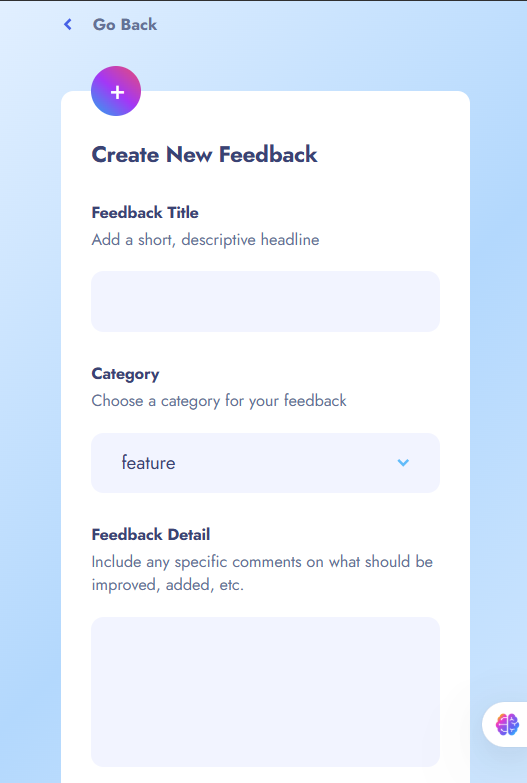 Go Back
Create New Feedback
Feedback Title
Add a short, descriptive headline
Category
Choose a category for your feedback
feature
Feedback Detail
Include any specific comments on what should be
improved, added, etc.